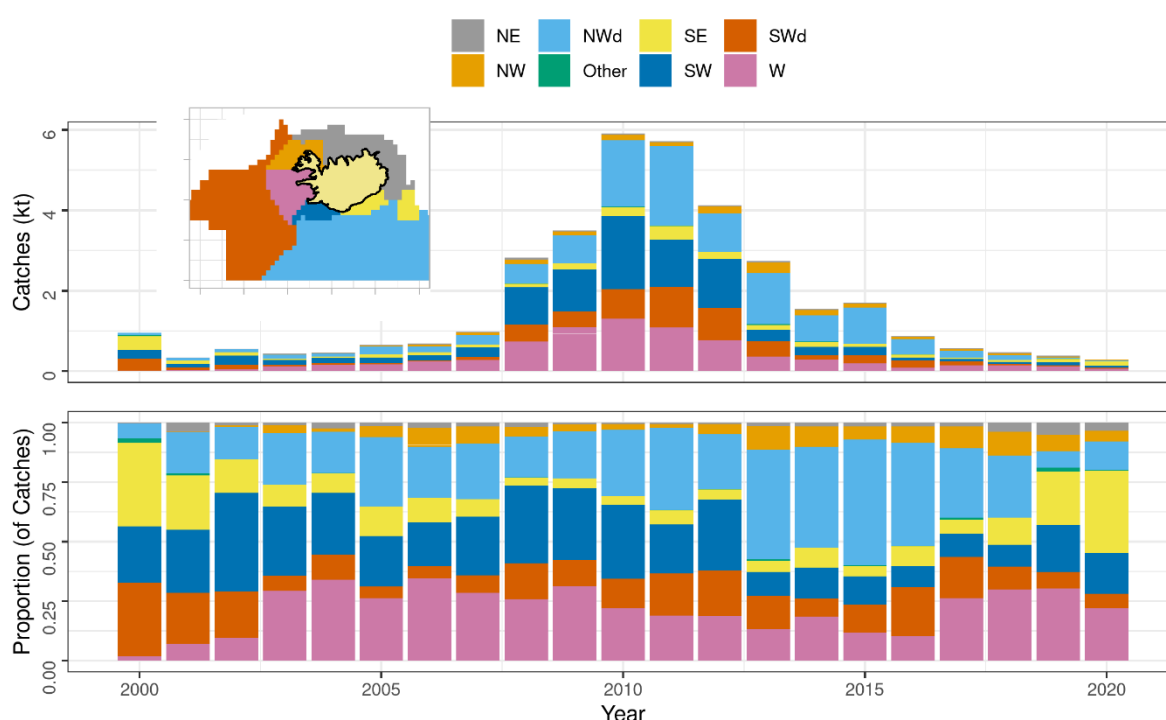 NE NWd SE SWd
NW Other SW W
Catches (kt)
6
4
2
0
Proportion (of Catches)
1.00
0.75
0.50
0.25
0.00
2000 2005 2010 2015 2020
Year